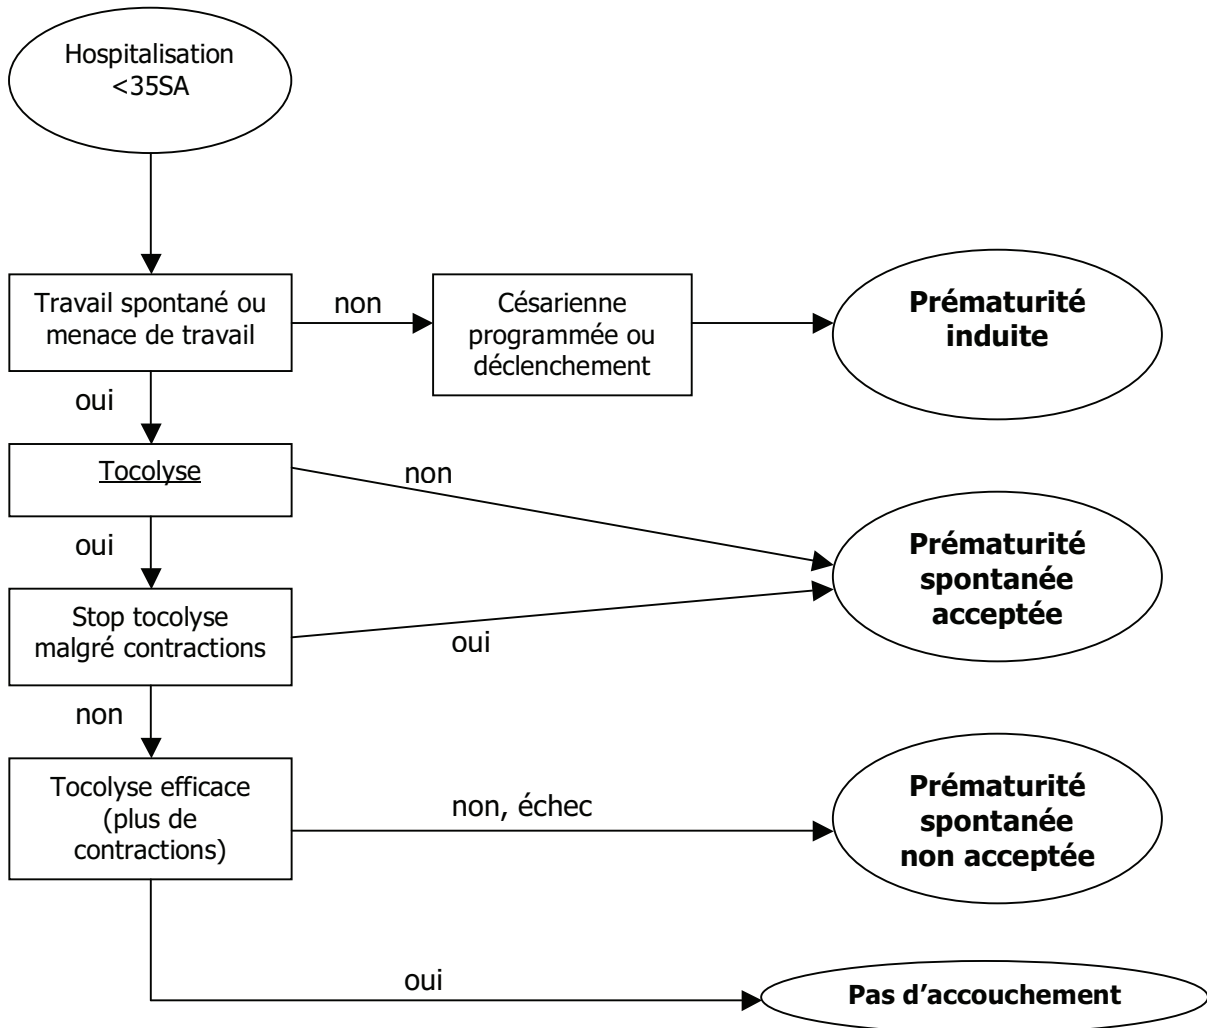 Hospitalisation
<35SA
Travail spontané ou
menace de travail
non
Césarienne
programmée ou
déclenchement
Prématurité
induite
oui
Tocolyse
non
Prématurité
spontanée
acceptée
oui
Stop tocolyse
malgré contractions
oui
non
Tocolyse efficace
(plus de
contractions)
non, échec
Prématurité
spontanée
non acceptée
oui
Pas d'accouchement